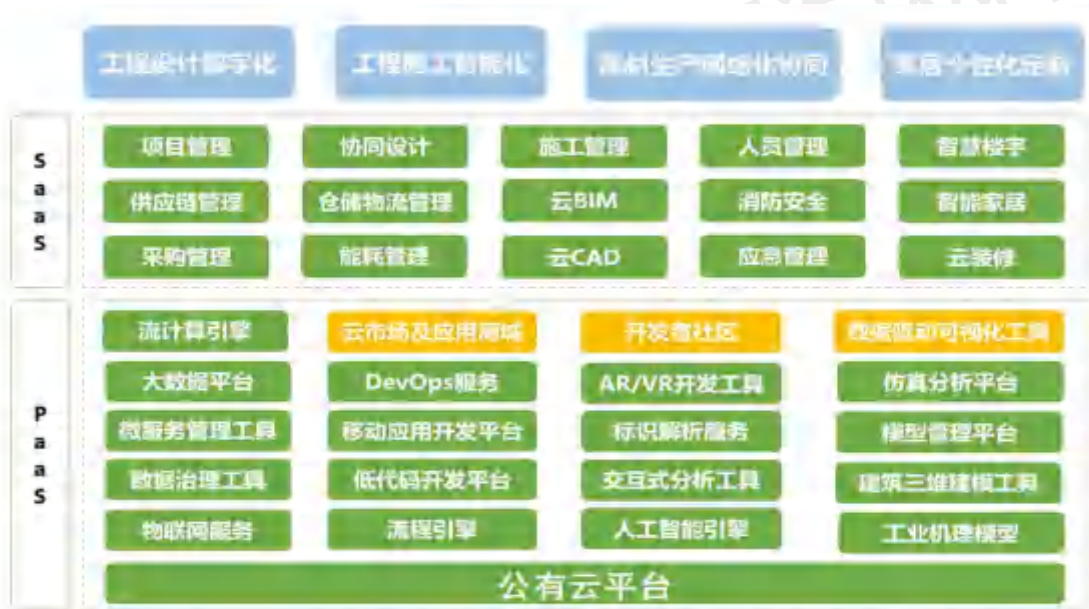 工程设计数字化 工程施工智能化 建材生产网络化协同 家居个性化定制
SaaS
项目管理 协同设计 施工管理 人员管理 智慧楼宇
供应链管理 仓储物流管理 云BIM 消防安全 智能家居
采购管理 能耗管理 云CAD 应急管理 云装修
PaaS
流计算引擎 云市场及应用商城 开发者社区 数据驱动可视化工具
大数据平台 DevOps服务 AR/VR开发工具 仿真分析平台
微服务管理工具 移动应用开发平台 标识解析服务 模型管理平台
数据治理工具 低代码开发平台 交互式分析工具 建筑三维建模工具
物联网服务 流程引擎 人工智能引擎 工业机理模型
公有云平台